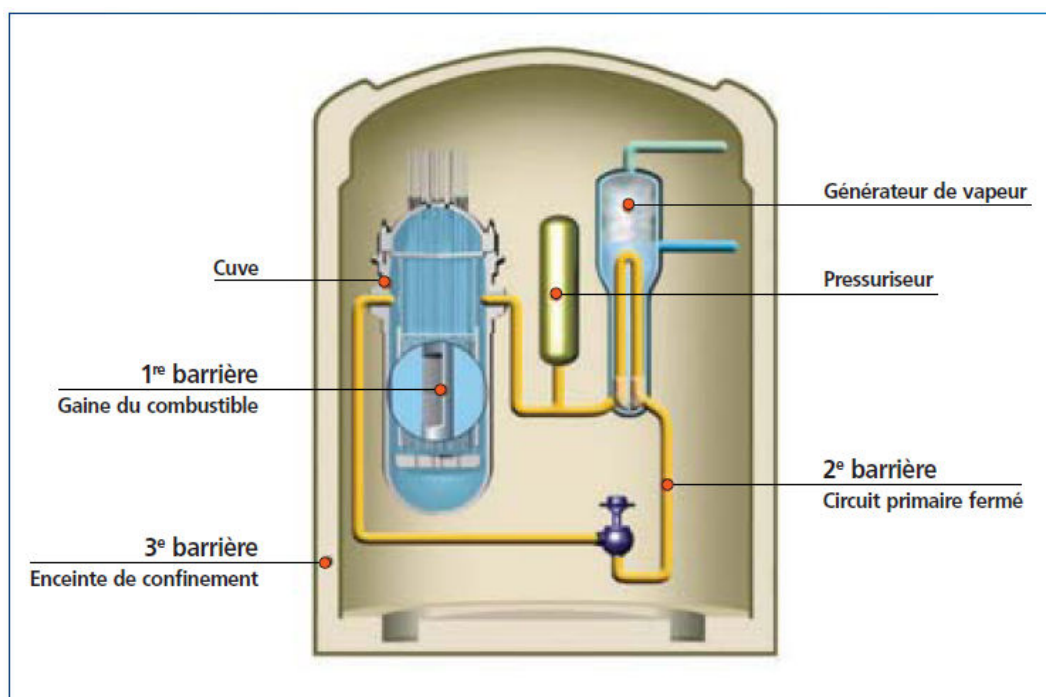 Générateur de vapeur
Cuve
Pressuriseur
1re barrière
Gaine du combustible
2e barrière
Circuit primaire fermé
3e barrière
Enceinte de confinement